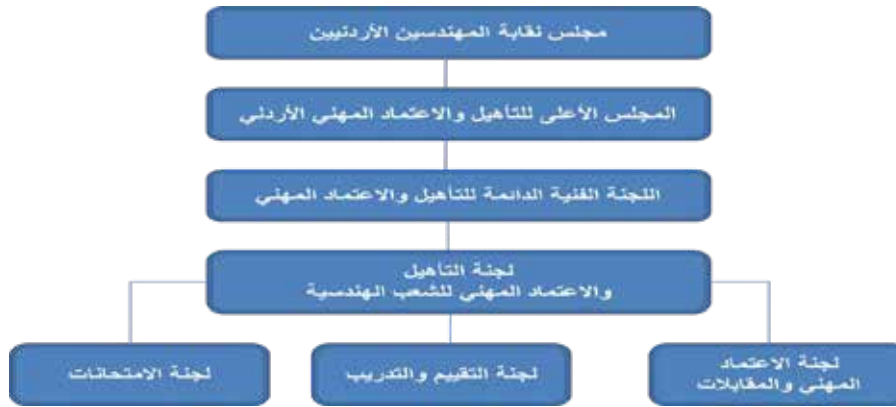 مجلس نقابة المهندسين الأردنيين
المجلس الأعلى للتأهيل والاعتماد المهني الأردني
اللجنة الفنية الدائمة للتأهيل والاعتماد المهني
لجنة التأهيل
والاعتماد المهني للشعب الهندسية
لجنة الاعتماد
المهني والمقابلات
لجنة التقييم والتدريب
لجنة الامتحانات